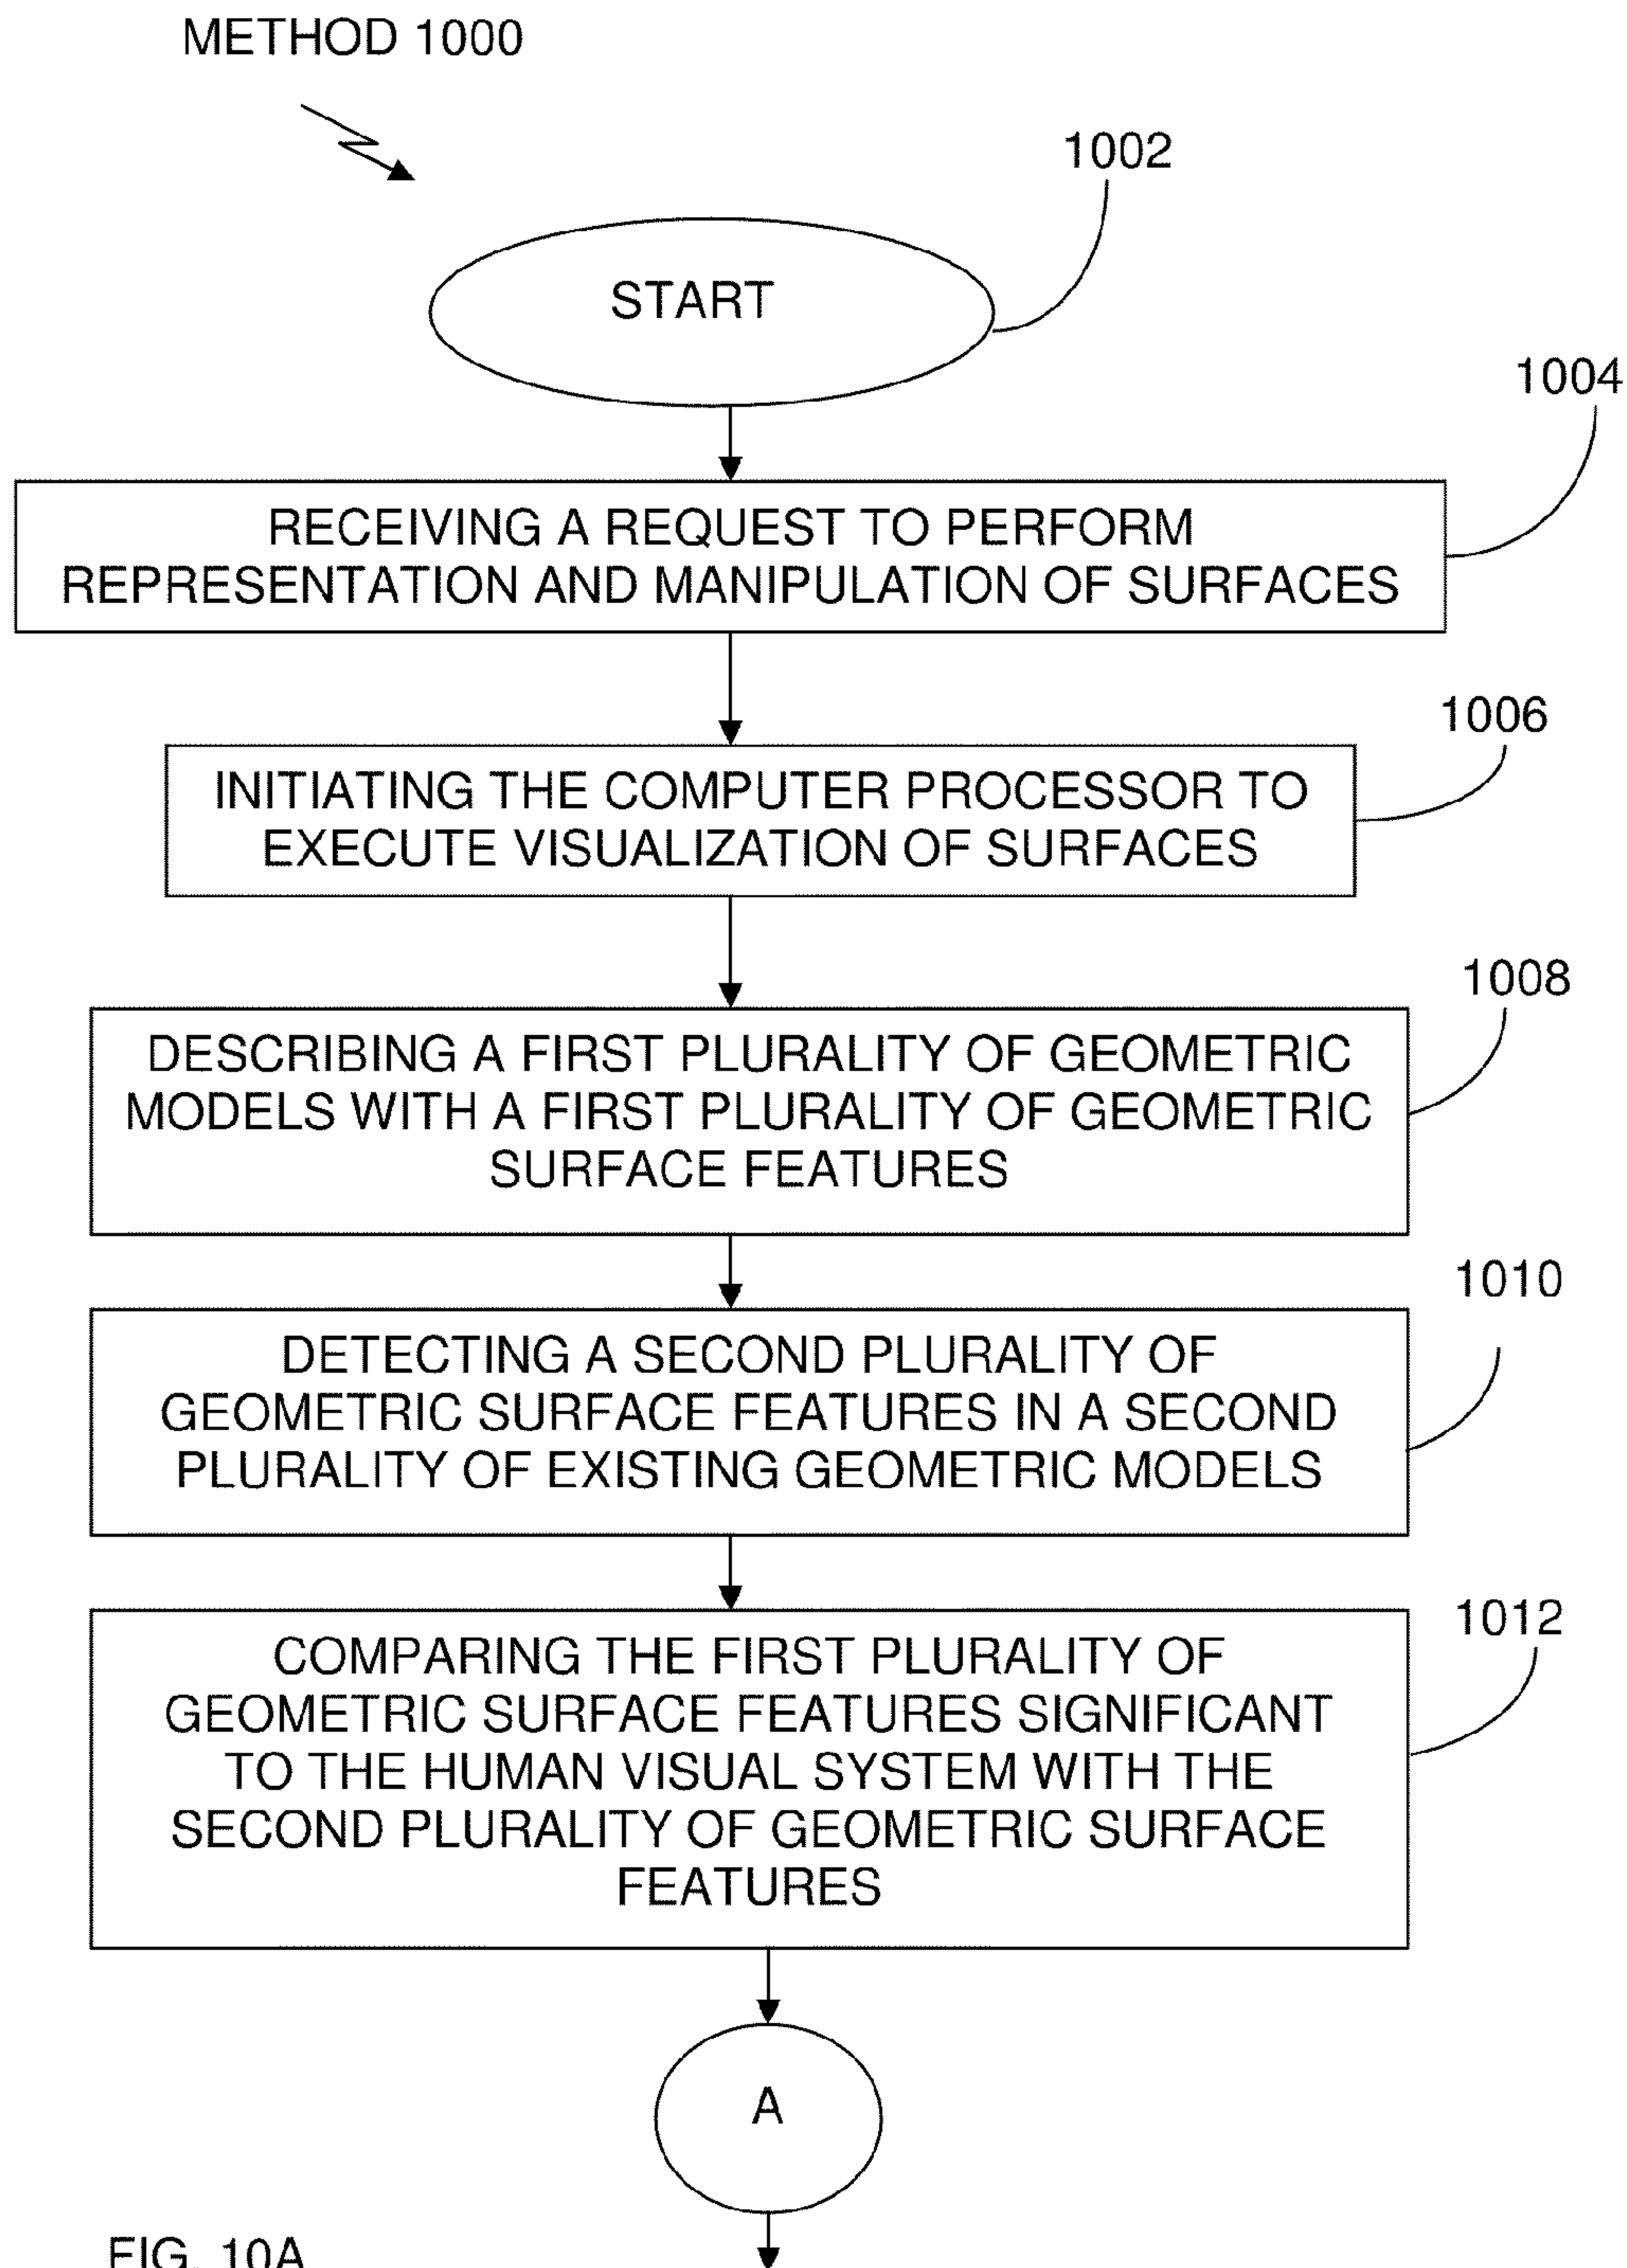 METHOD 1000
1002
START
1004
RECEIVING A REQUEST TO PERFORM
REPRESENTATION AND MANIPULATION OF SURFACES
1006
INITIATING THE COMPUTER PROCESSOR TO
EXECUTE VISUALIZATION OF SURFACES
1008
DESCRIBING A FIRST PLURALITY OF GEOMETRIC
MODELS WITH A FIRST PLURALITY OF GEOMETRIC
SURFACE FEATURES
1010
DETECTING A SECOND PLURALITY OF
GEOMETRIC SURFACE FEATURES IN A SECOND
PLURALITY OF EXISTING GEOMETRIC MODELS
1012
COMPARING THE FIRST PLURALITY OF
GEOMETRIC SURFACE FEATURES SIGNIFICANT
TO THE HUMAN VISUAL SYSTEM WITH THE
SECOND PLURALITY OF GEOMETRIC SURFACE
FEATURES
A
FIG. 10A